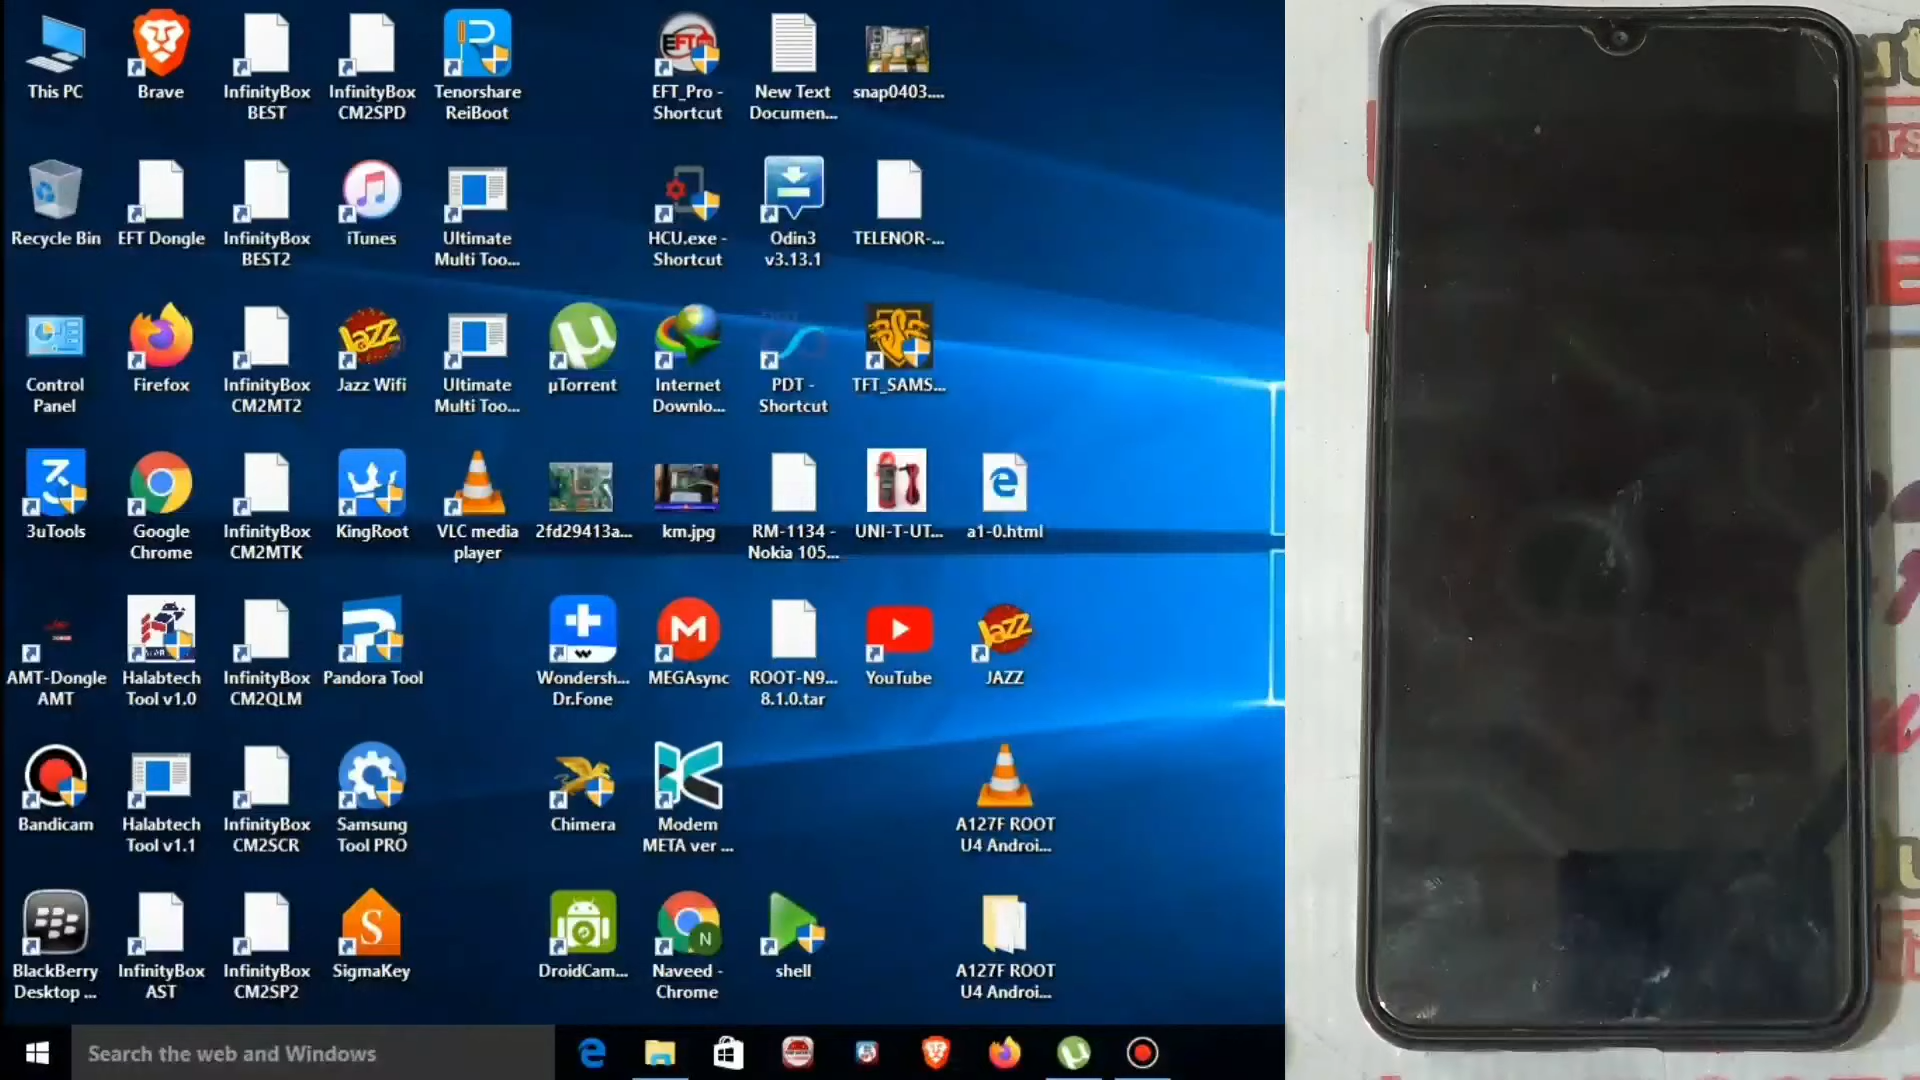 This PC
Brave
InfinityBox
BEST
InfinityBox
CM2SPD
Tenorshare
ReiBoot
EFT_Pro -
Shortcut
New Text
Documen...
snap0403....
Recycle Bin
EFT Dongle
InfinityBox
BEST2
iTunes
Ultimate
Multi Too...
HCU.exe -
Shortcut
Odin3
v3.13.1
TELENOR-...
Control
Panel
Firefox
InfinityBox
CM2MT2
Jazz Wifi
Ultimate
Multi Too...
µTorrent
Internet
Downlo...
PDT -
Shortcut
TFT_SAMS...
3uTools
Google
Chrome
InfinityBox
CM2MTK
KingRoot
VLC media
player
2fd29413a...
km.jpg
RM-1134 -
Nokia 105...
UNI-T-UT...
a1-0.html
AMT-Dongle
AMT
Halabtech
Tool v1.0
InfinityBox
CM2QLM
Pandora Tool
Wondersh...
Dr.Fone
MEGAsync
ROOT-N9...
8.1.0.tar
YouTube
JAZZ
Bandicam
Halabtech
Tool v1.1
InfinityBox
CM2SCR
Samsung
Tool PRO
Chimera
Modem
META ver ...
A127F ROOT
U4 Androi...
BlackBerry
Desktop ...
InfinityBox
AST
InfinityBox
CM2SP2
SigmaKey
DroidCam...
Naveed -
Chrome
shell
A127F ROOT
U4 Androi...
Search the web and Windows